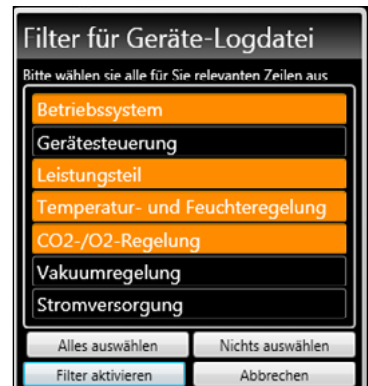 Filter für Geräte-Logdatei
Bitte wählen sie alle für Sie relevanten Zeilen aus
Betriebssystem
Gerätesteuerung
Leistungsteil
Temperatur- und Feuchteregelung
CO2-/O2-Regelung
Vakuumregelung
Stromversorgung
Alles auswählen Nichts auswählen
Filter aktivieren Abbrechen